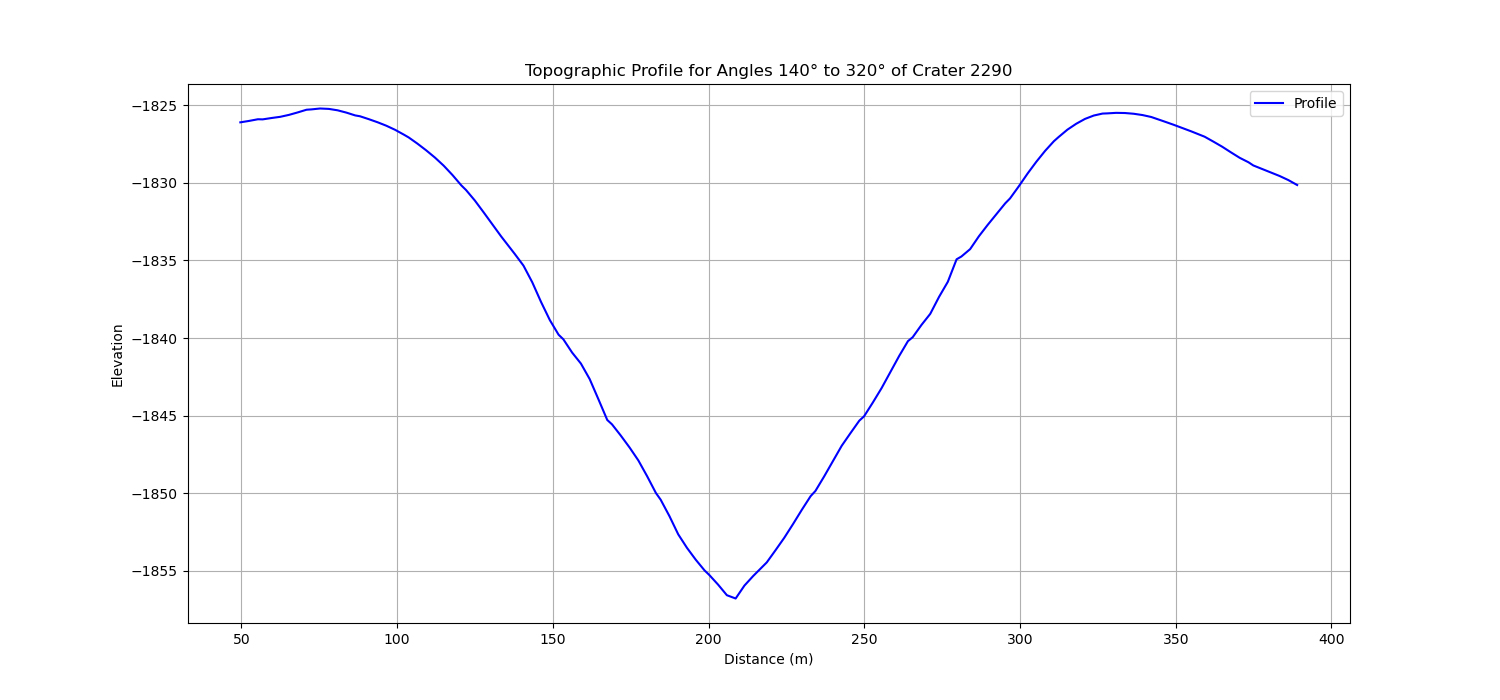 Topographic Profile for Angles 140° to 320° of Crater 2290
Profile
−1825
−1830
−1835
−1840
−1845
−1850
−1855
Elevation
50 100 150 200 250 300 350 400
Distance (m)